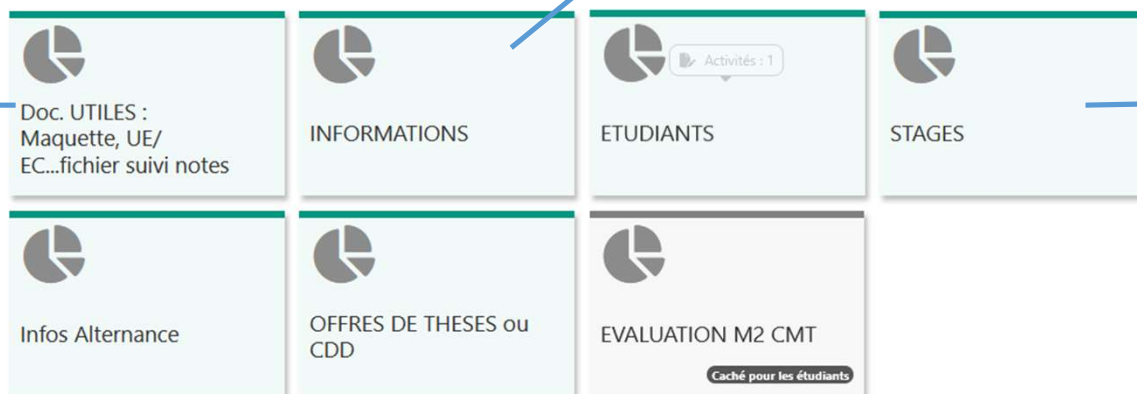 Doc. UTILES :
Maquette, UE/
EC...fichier suivi notes
INFORMATIONS
Activités : 1
ETUDIANTS
STAGES
Infos Alternance
OFFRES DE THESES ou
CDD
EVALUATION M2 CMT
Caché pour les étudiants